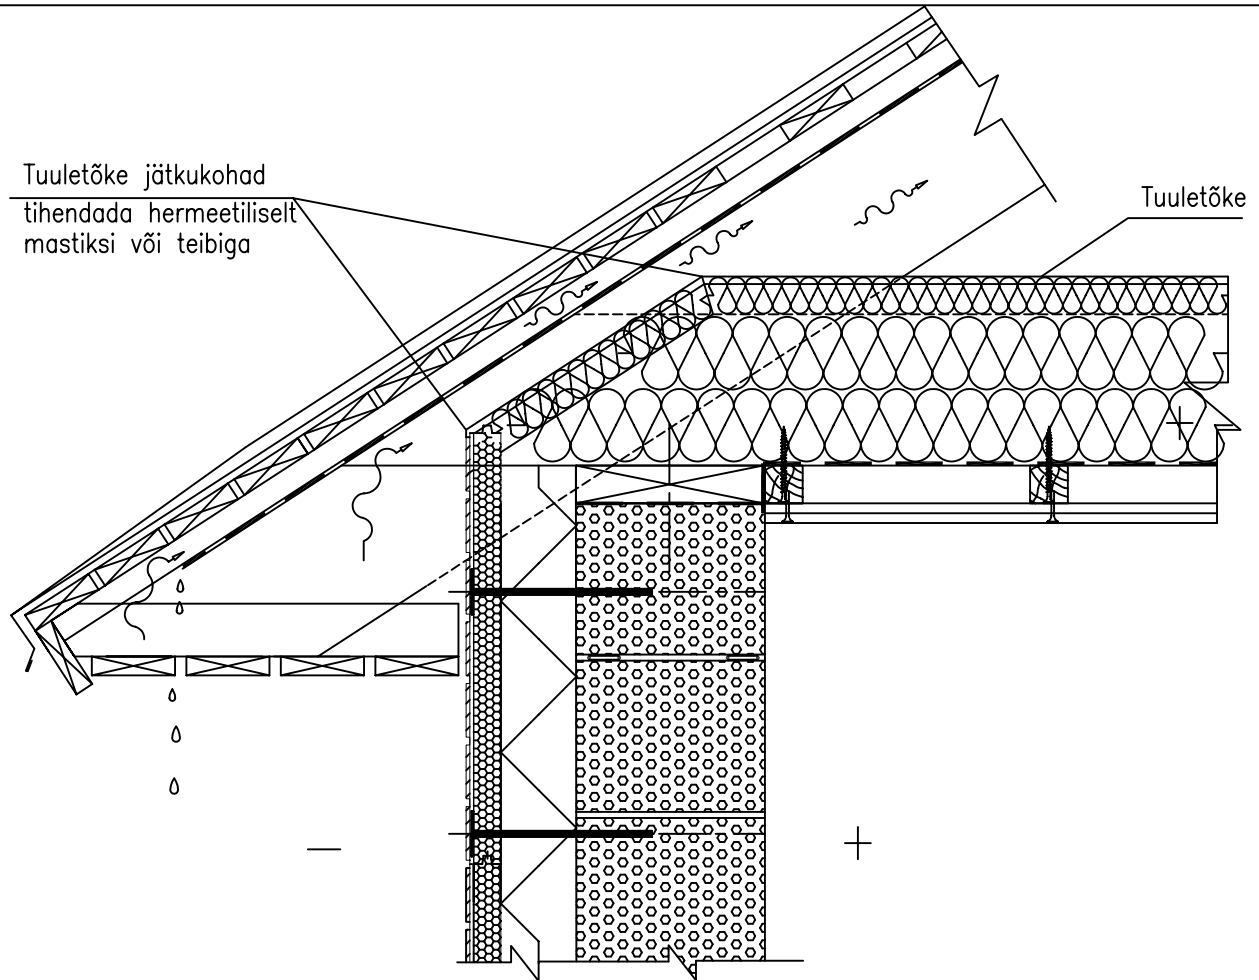 Tuuletõke jätkukohad
tihendada hermeetiliselt
mastiksi või teibiga
Tuuletõke